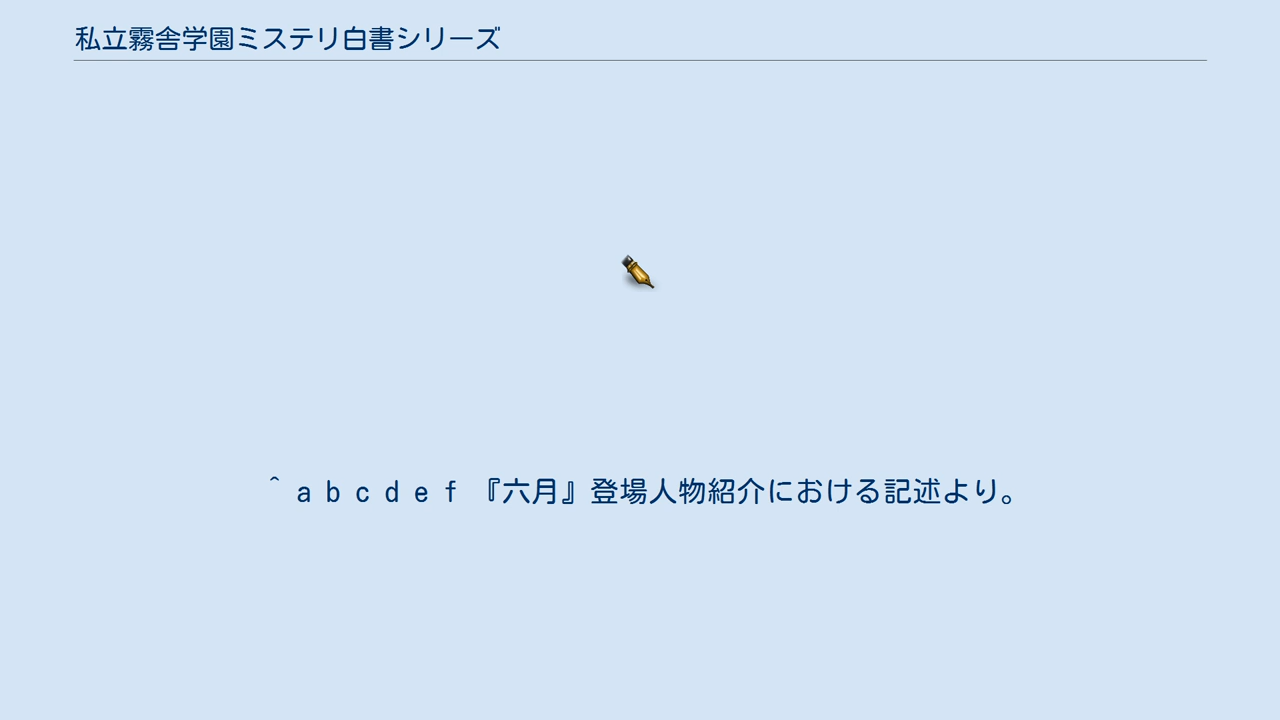 私立霧舎学園ミステリ白書シリーズ
＾ａｂｃｄｅｆ『六月』登場人物紹介における記述より。